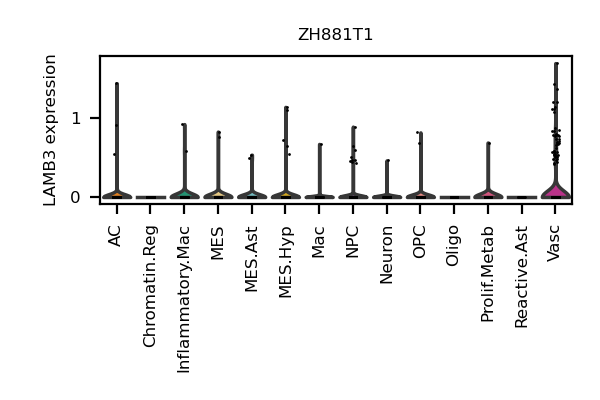 ZH881T1
LAMB3 expression
1
0
AC
Chromatin.Reg
Inflammatory.Mac
MES
MES.Ast
MES.Hyp
Mac
NPC
Neuron
OPC
Oligo
Prolif.Metab
Reactive.Ast
Vasc